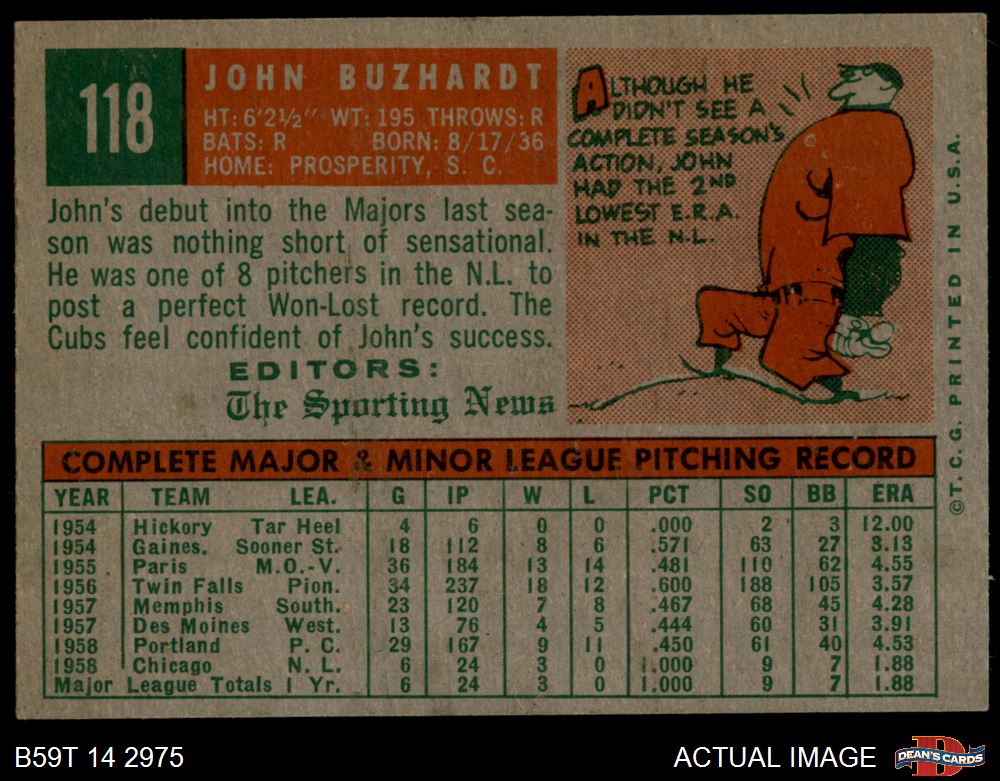 118
JOHN BUZHARDT
HT: 6'2½" WT: 195 THROWS: R
BATS: R BORN: 8/17/36
HOME: PROSPERITY, S. C.
John's debut into the Majors last sea-
son was nothing short of sensational.
He was one of 8 pitchers in the N.L. to
post a perfect Won-Lost record. The
Cubs feel confident of John's success.
EDITORS:
The Sporting News
ALTHOUGH HE
DIDN'T SEE A
COMPLETE SEASON'S
ACTION, JOHN
HAD THE 2ND
LOWEST E.R.A.
IN THE N.L.
COMPLETE MAJOR & MINOR LEAGUE PITCHING RECORD
YEAR TEAM LEA. G IP W L PCT SO BB ERA
1954 Hickory Tar Heel 4 6 0 0 .000 2 3 12.00
1954 Gaines. Sooner St. 18 112 8 6 .571 63 27 3.13
1955 Paris M.O.-V. 36 184 13 14 .481 110 62 4.55
1956 Twin Falls Pion. 34 237 18 12 .600 188 105 3.57
1957 Memphis South. 23 120 7 8 .467 68 45 4.28
1957 Des Moines West. 13 76 4 5 .444 60 31 3.91
1958 Portland P. C. 29 167 9 11 .450 61 40 4.53
1958 Chicago N. L. 6 24 3 0 1.000 9 7 1.88
Major League Totals 1 Yr. 6 24 3 0 1.000 9 7 1.88
© T. C. G. PRINTED IN U.S.A.
B59T 14 2975
ACTUAL IMAGE
D
DEAN'S CARDS